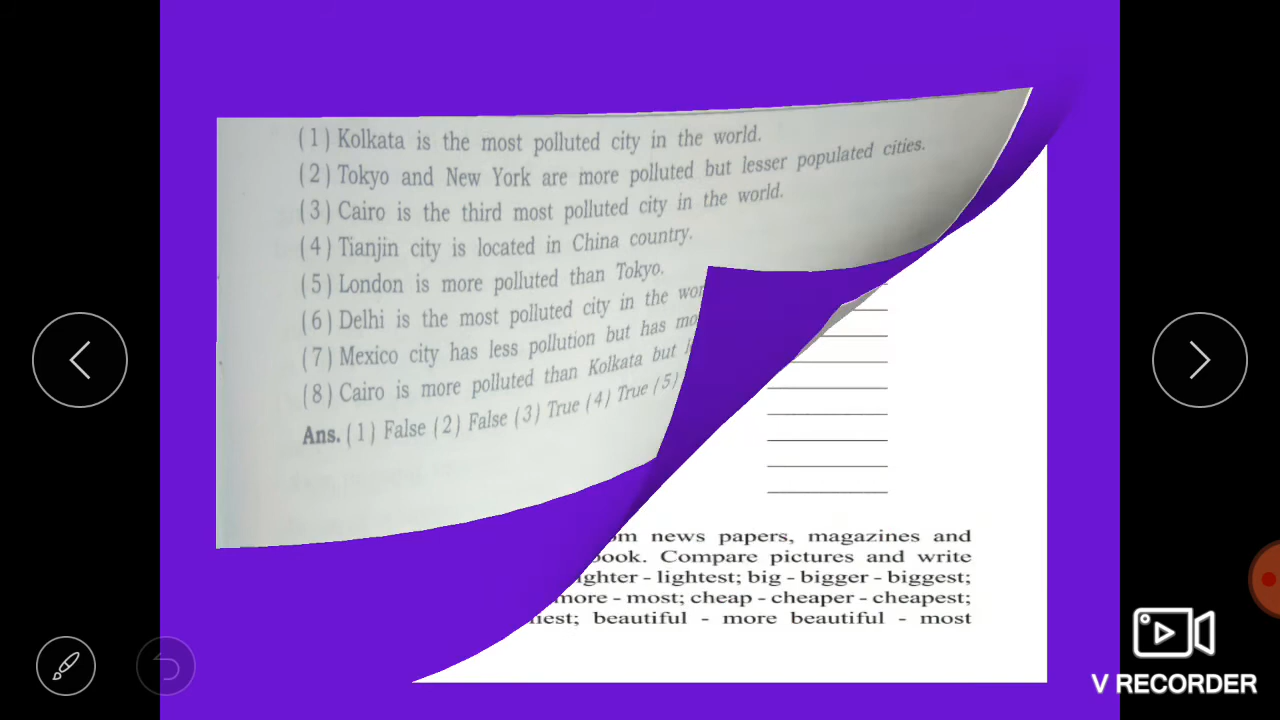 (1) Kolkata is the most polluted city in the world.
(2) Tokyo and New York are more polluted but lesser populated cities.
(3) Cairo is the third most polluted city in the world.
(4) Tianjin city is located in China country.
(5) London is more polluted than Tokyo.
(6) Delhi is the most polluted city in the
(7) Mexico city has less pollution but has
(8) Cairo is more polluted than Kolkata but
Ans. (1) False (2) False (3) True (4) True (5)
news papers, magazines and
Compare pictures and write
- lightest; big - bigger - biggest;
more - most; cheap - cheaper - cheapest;
beautiful - more beautiful - most
V RECORDER